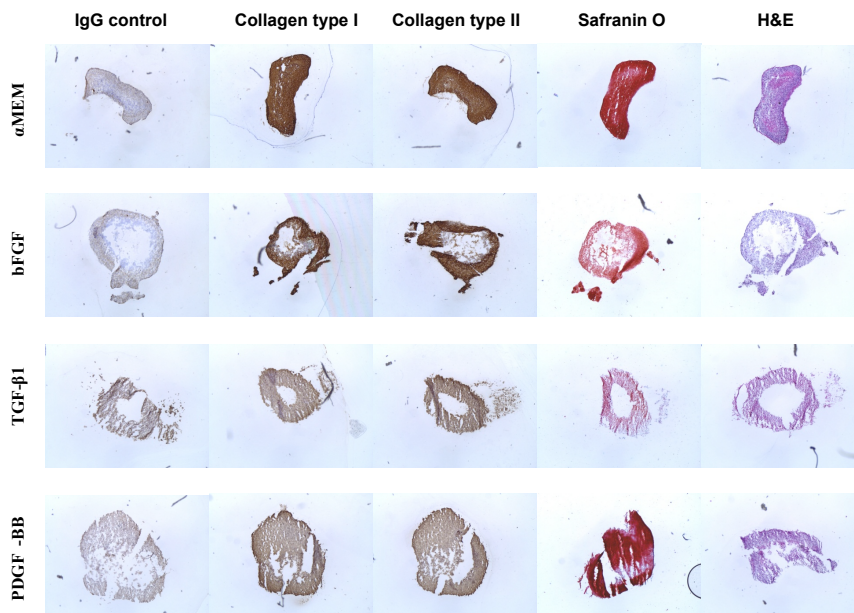 IgG control Collagen type I Collagen type II Safranin O H&E
αMEM
bFGF
TGF-β1
PDGF -BB